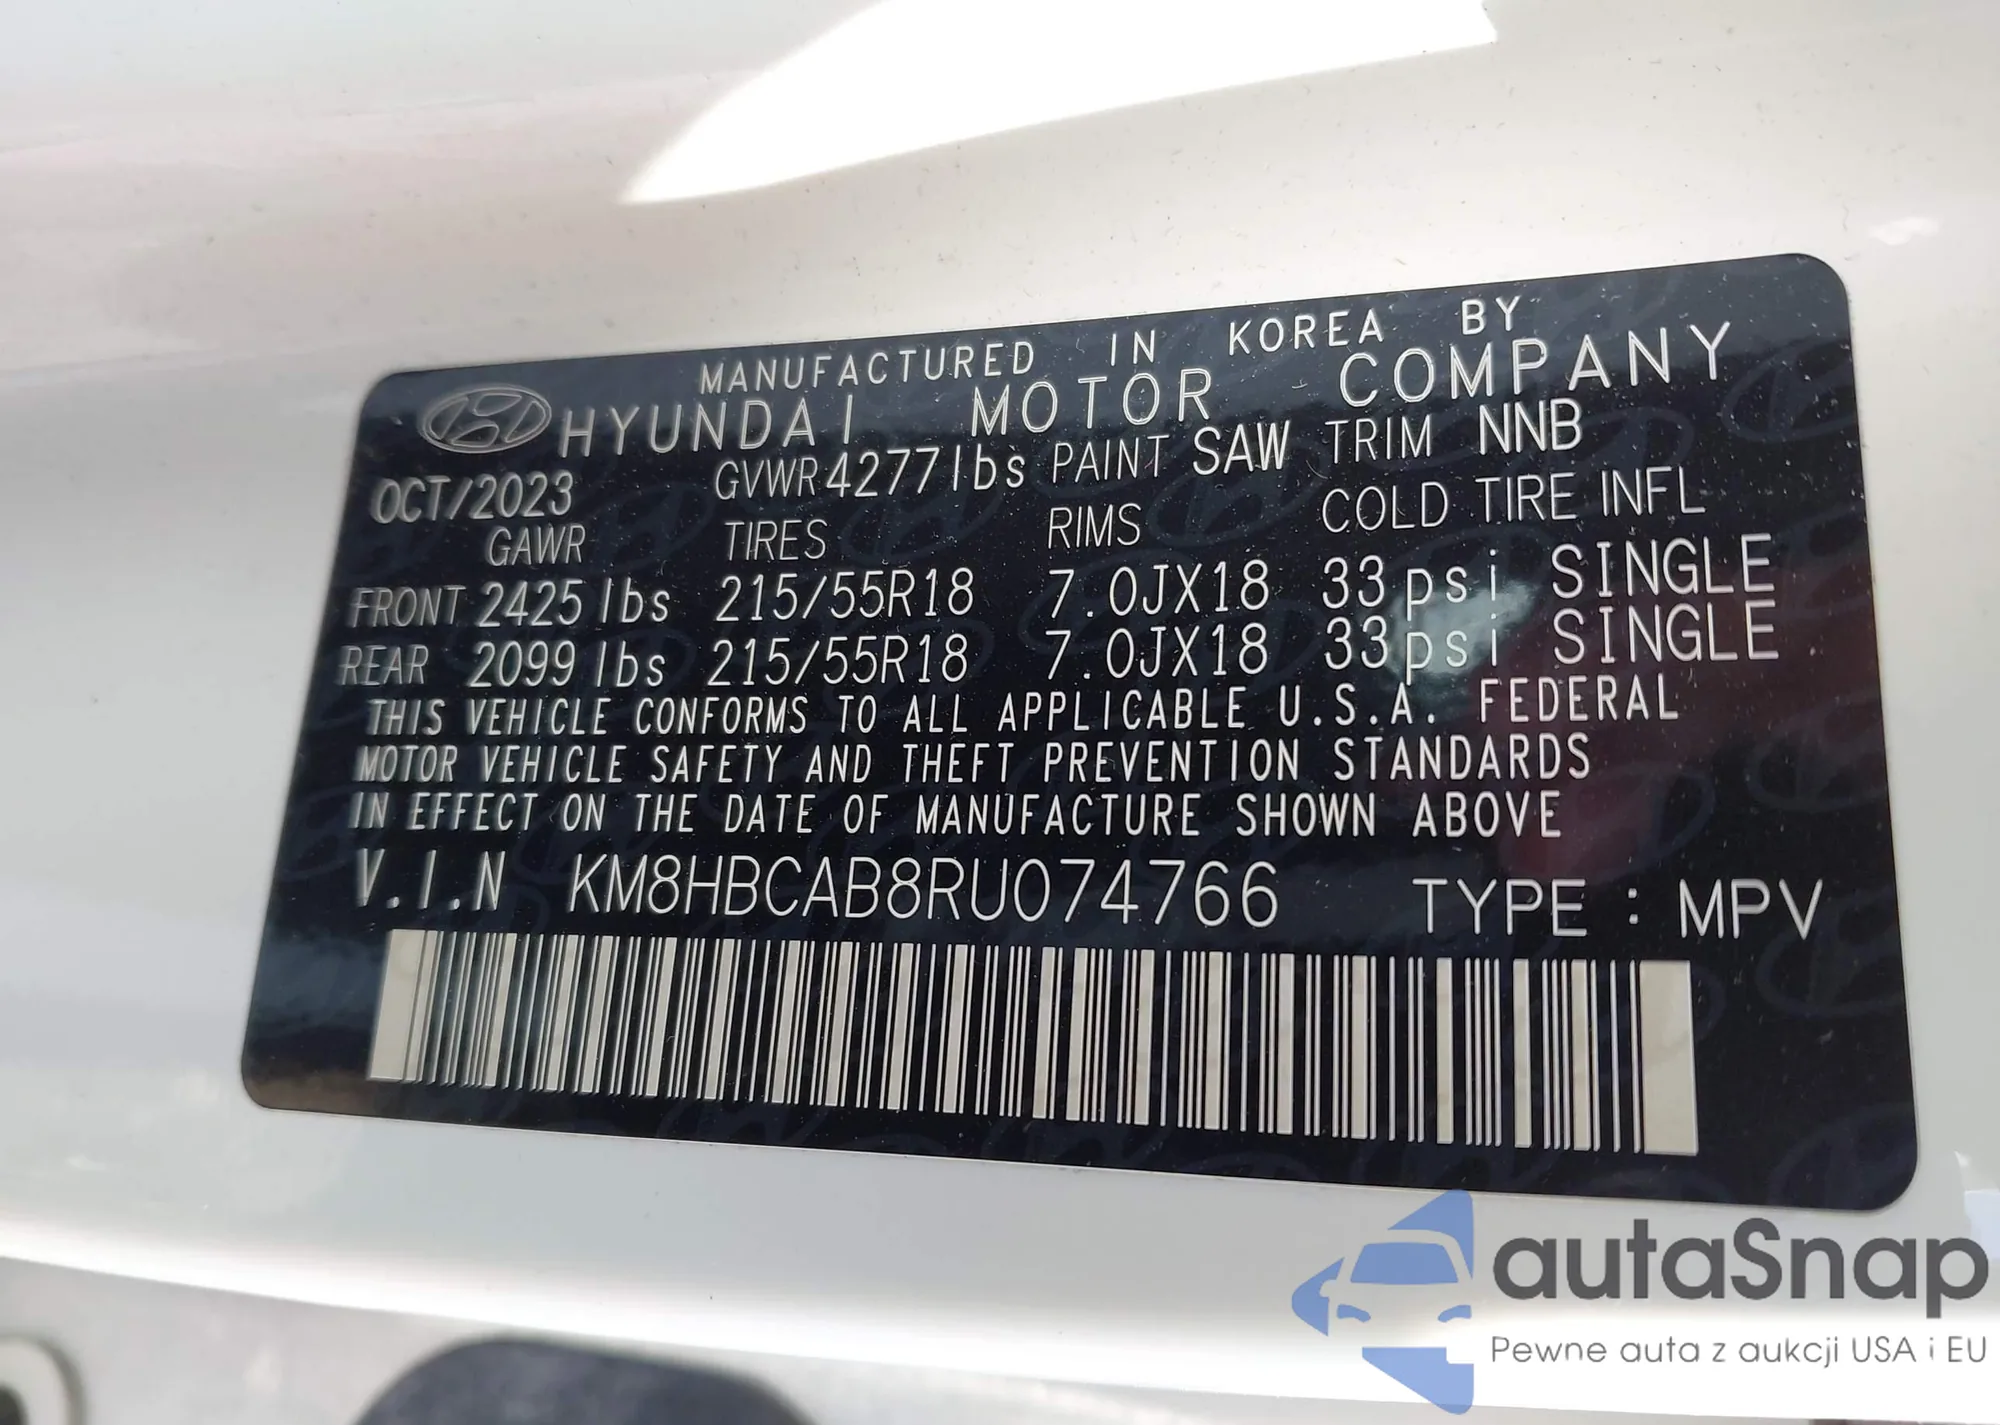 MANUFACTURED IN KOREA BY
HYUNDAI MOTOR COMPANY
OCT/2023 GVWR 4277lbs PAINT SAW TRIM NNB
GAWR TIRES RIMS COLD TIRE INFL
FRONT 2425 lbs 215/55R18 7.0JX18 33psi SINGLE
REAR 2099 lbs 215/55R18 7.0JX18 33psi SINGLE
THIS VEHICLE CONFORMS TO ALL APPLICABLE U.S.A. FEDERAL
MOTOR VEHICLE SAFETY AND THEFT PREVENTION STANDARDS
IN EFFECT ON THE DATE OF MANUFACTURE SHOWN ABOVE
V.I.N KM8HBCAB8RU074766 TYPE : MPV
autaSnap
Pewne auta z aukcji USA i EU